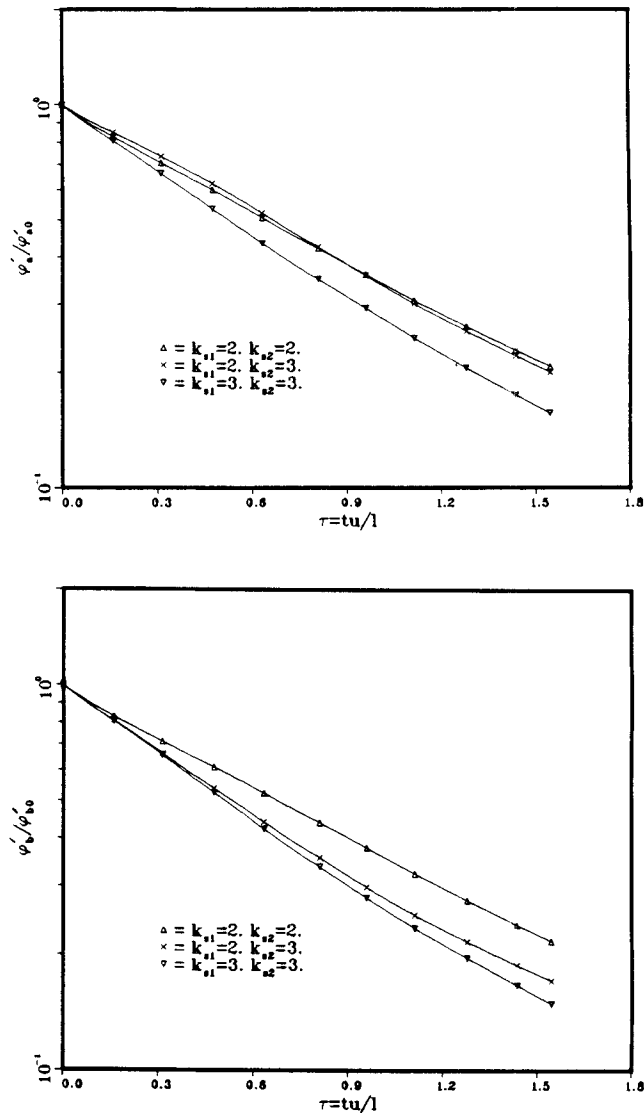 10⁰
φ'ₐ/φ'ₐ₀
△ = kₛ₁=2. kₛ₂=2.
× = kₛ₁=2. kₛ₂=3.
▽ = kₛ₁=3. kₛ₂=3.
10⁻¹
0.0 0.3 0.6 0.9 1.2 1.5 1.8
τ=tu/l
10⁰
φ'b/φ'b₀
△ = kₛ₁=2. kₛ₂=2.
× = kₛ₁=2. kₛ₂=3.
▽ = kₛ₁=3. kₛ₂=3.
10⁻¹
0.0 0.3 0.6 0.9 1.2 1.5 1.8
τ=tu/l